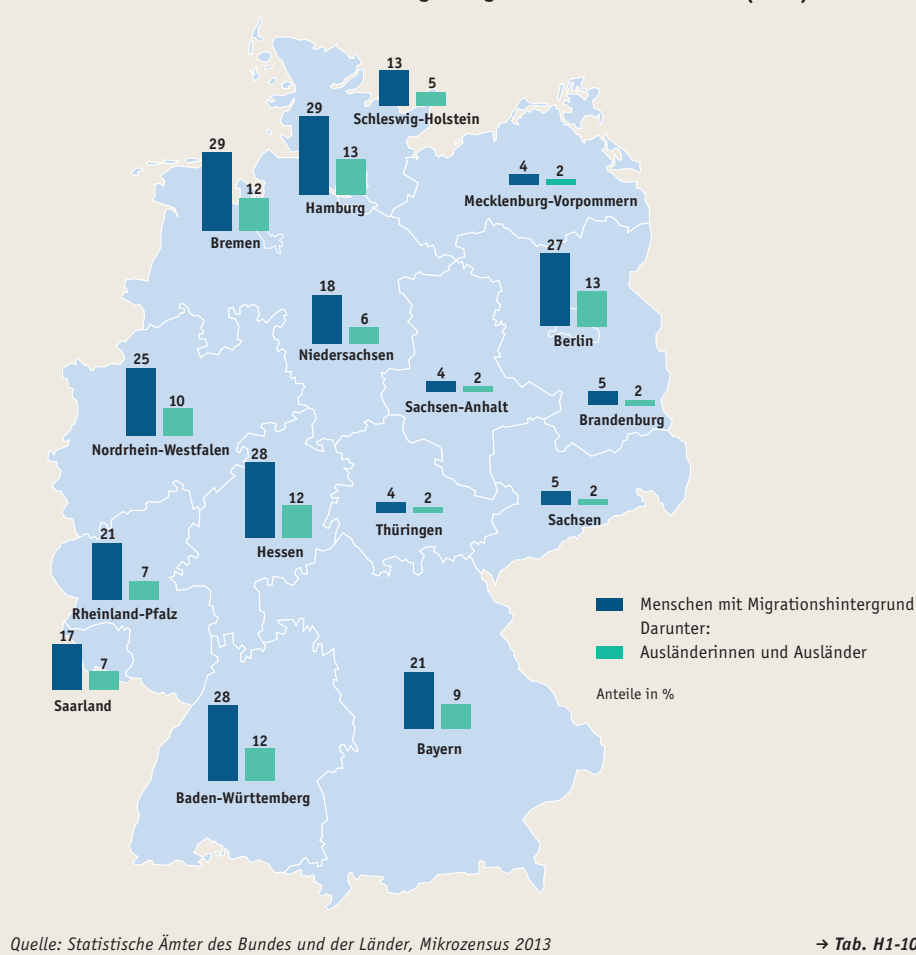 13
5
Schleswig-Holstein
29
13
Hamburg
29
12
Bremen
4
2
Mecklenburg-Vorpommern
27
13
Berlin
18
6
Niedersachsen
4
2
Sachsen-Anhalt
5
2
Brandenburg
25
10
Nordrhein-Westfalen
28
12
Hessen
4
2
Thüringen
5
2
Sachsen
21
7
Rheinland-Pfalz
17
7
Saarland
28
12
Baden-Württemberg
21
9
Bayern
Menschen mit Migrationshintergrund
Darunter:
Ausländerinnen und Ausländer
Anteile in %
Quelle: Statistische Ämter des Bundes und der Länder, Mikrozensus 2013
→ Tab. H1-10